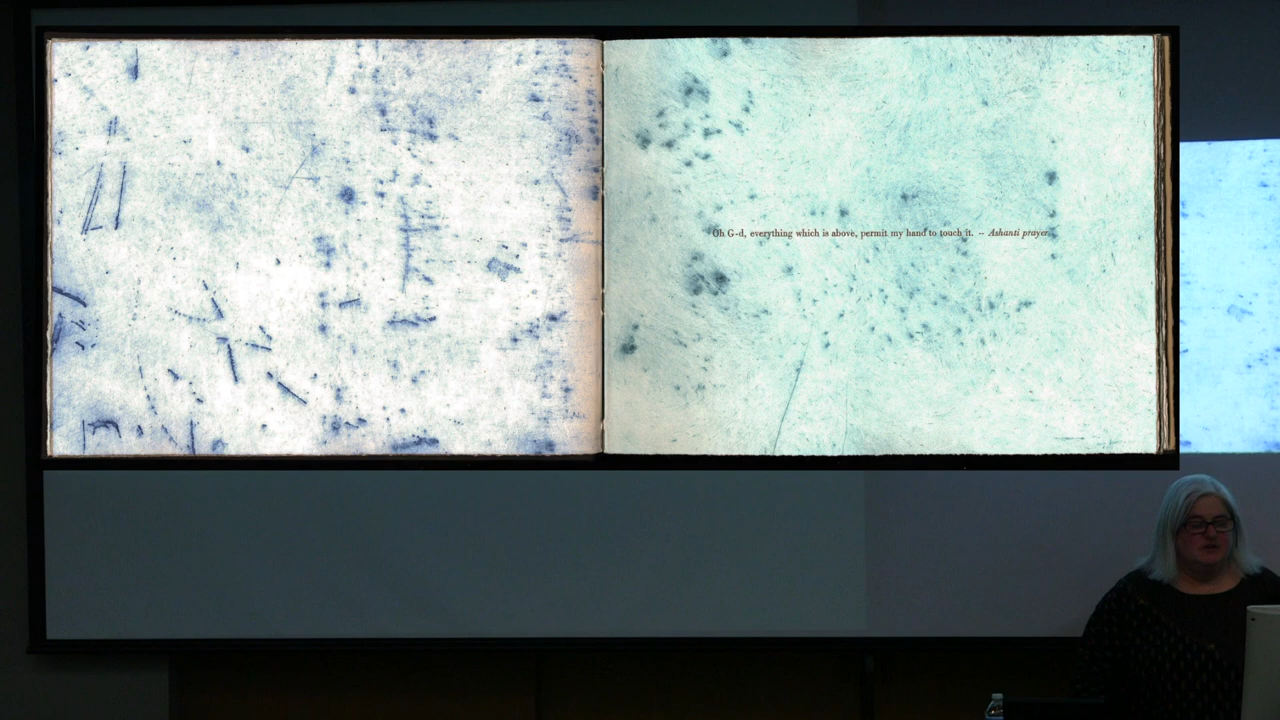 Oh G-d, everything which is above, permit my hand to touch it. -- Ashanti prayer